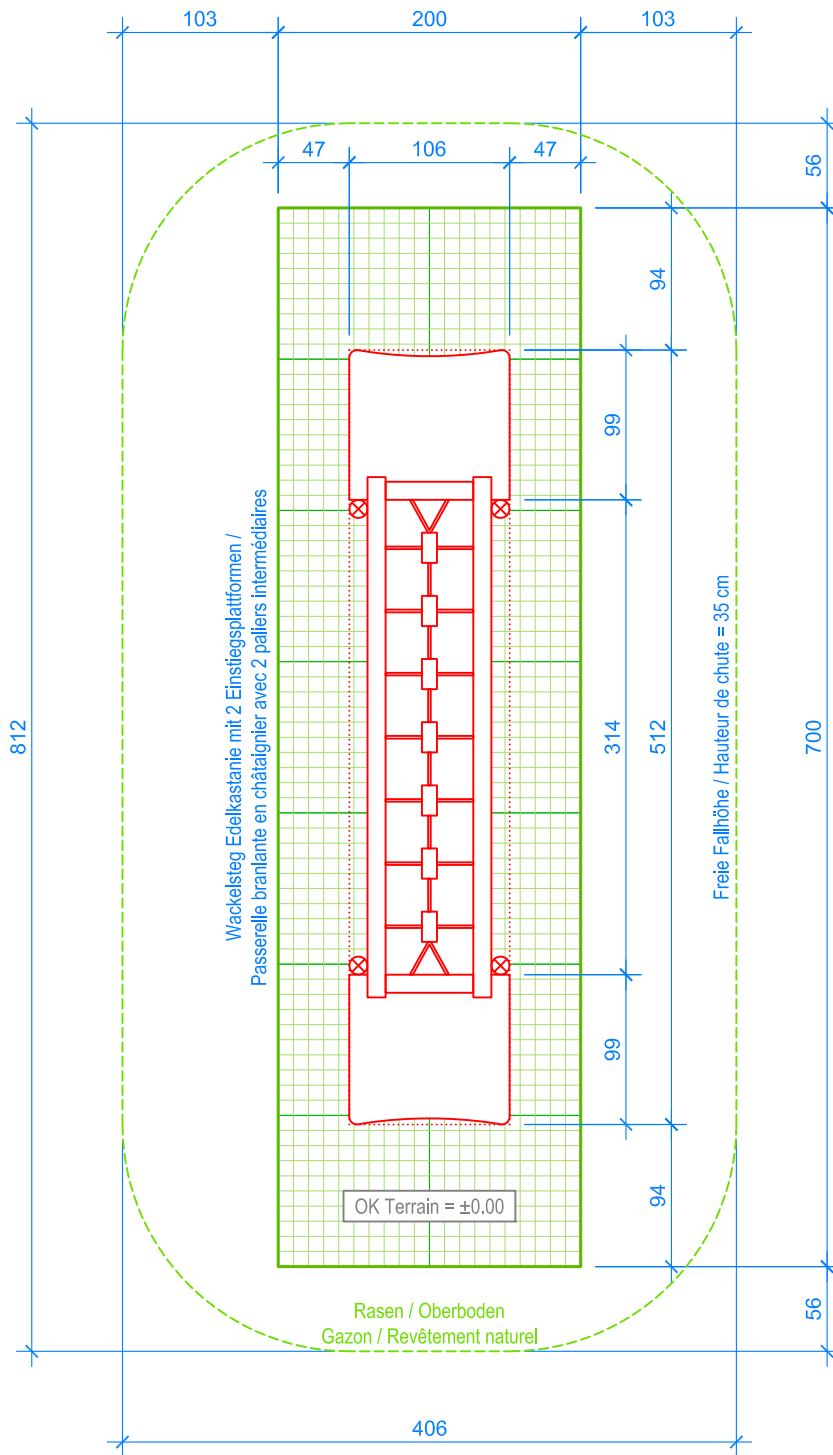 103
200
103
47
106
47
56
94
99
Wackelsteg Edelkastanie mit 2 Einstiegsplattformen /
Passerelle branlante en châtaignier avec 2 paliers intermédiaires
812
314
512
Freie Fallhöhe / Hauteur de chute = 35 cm
700
99
94
OK Terrain = ±0.00
56
Rasen / Oberboden
Gazon / Revêtement naturel
406